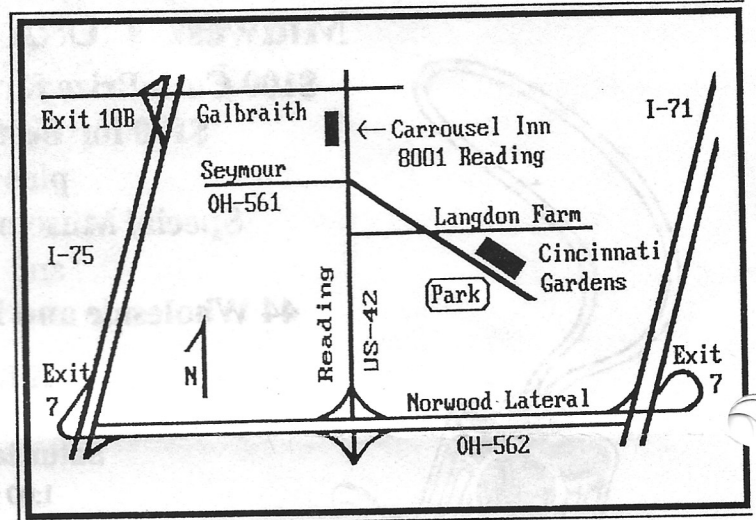 Exit 10B
Galbraith
I-71
← Carrousel Inn
8001 Reading
Seymour
OH-561
Langdon Farm
Cincinnati
Gardens
Park
I-75
Reading
US-42
N
Exit
7
Exit
7
Norwood Lateral
OH-562